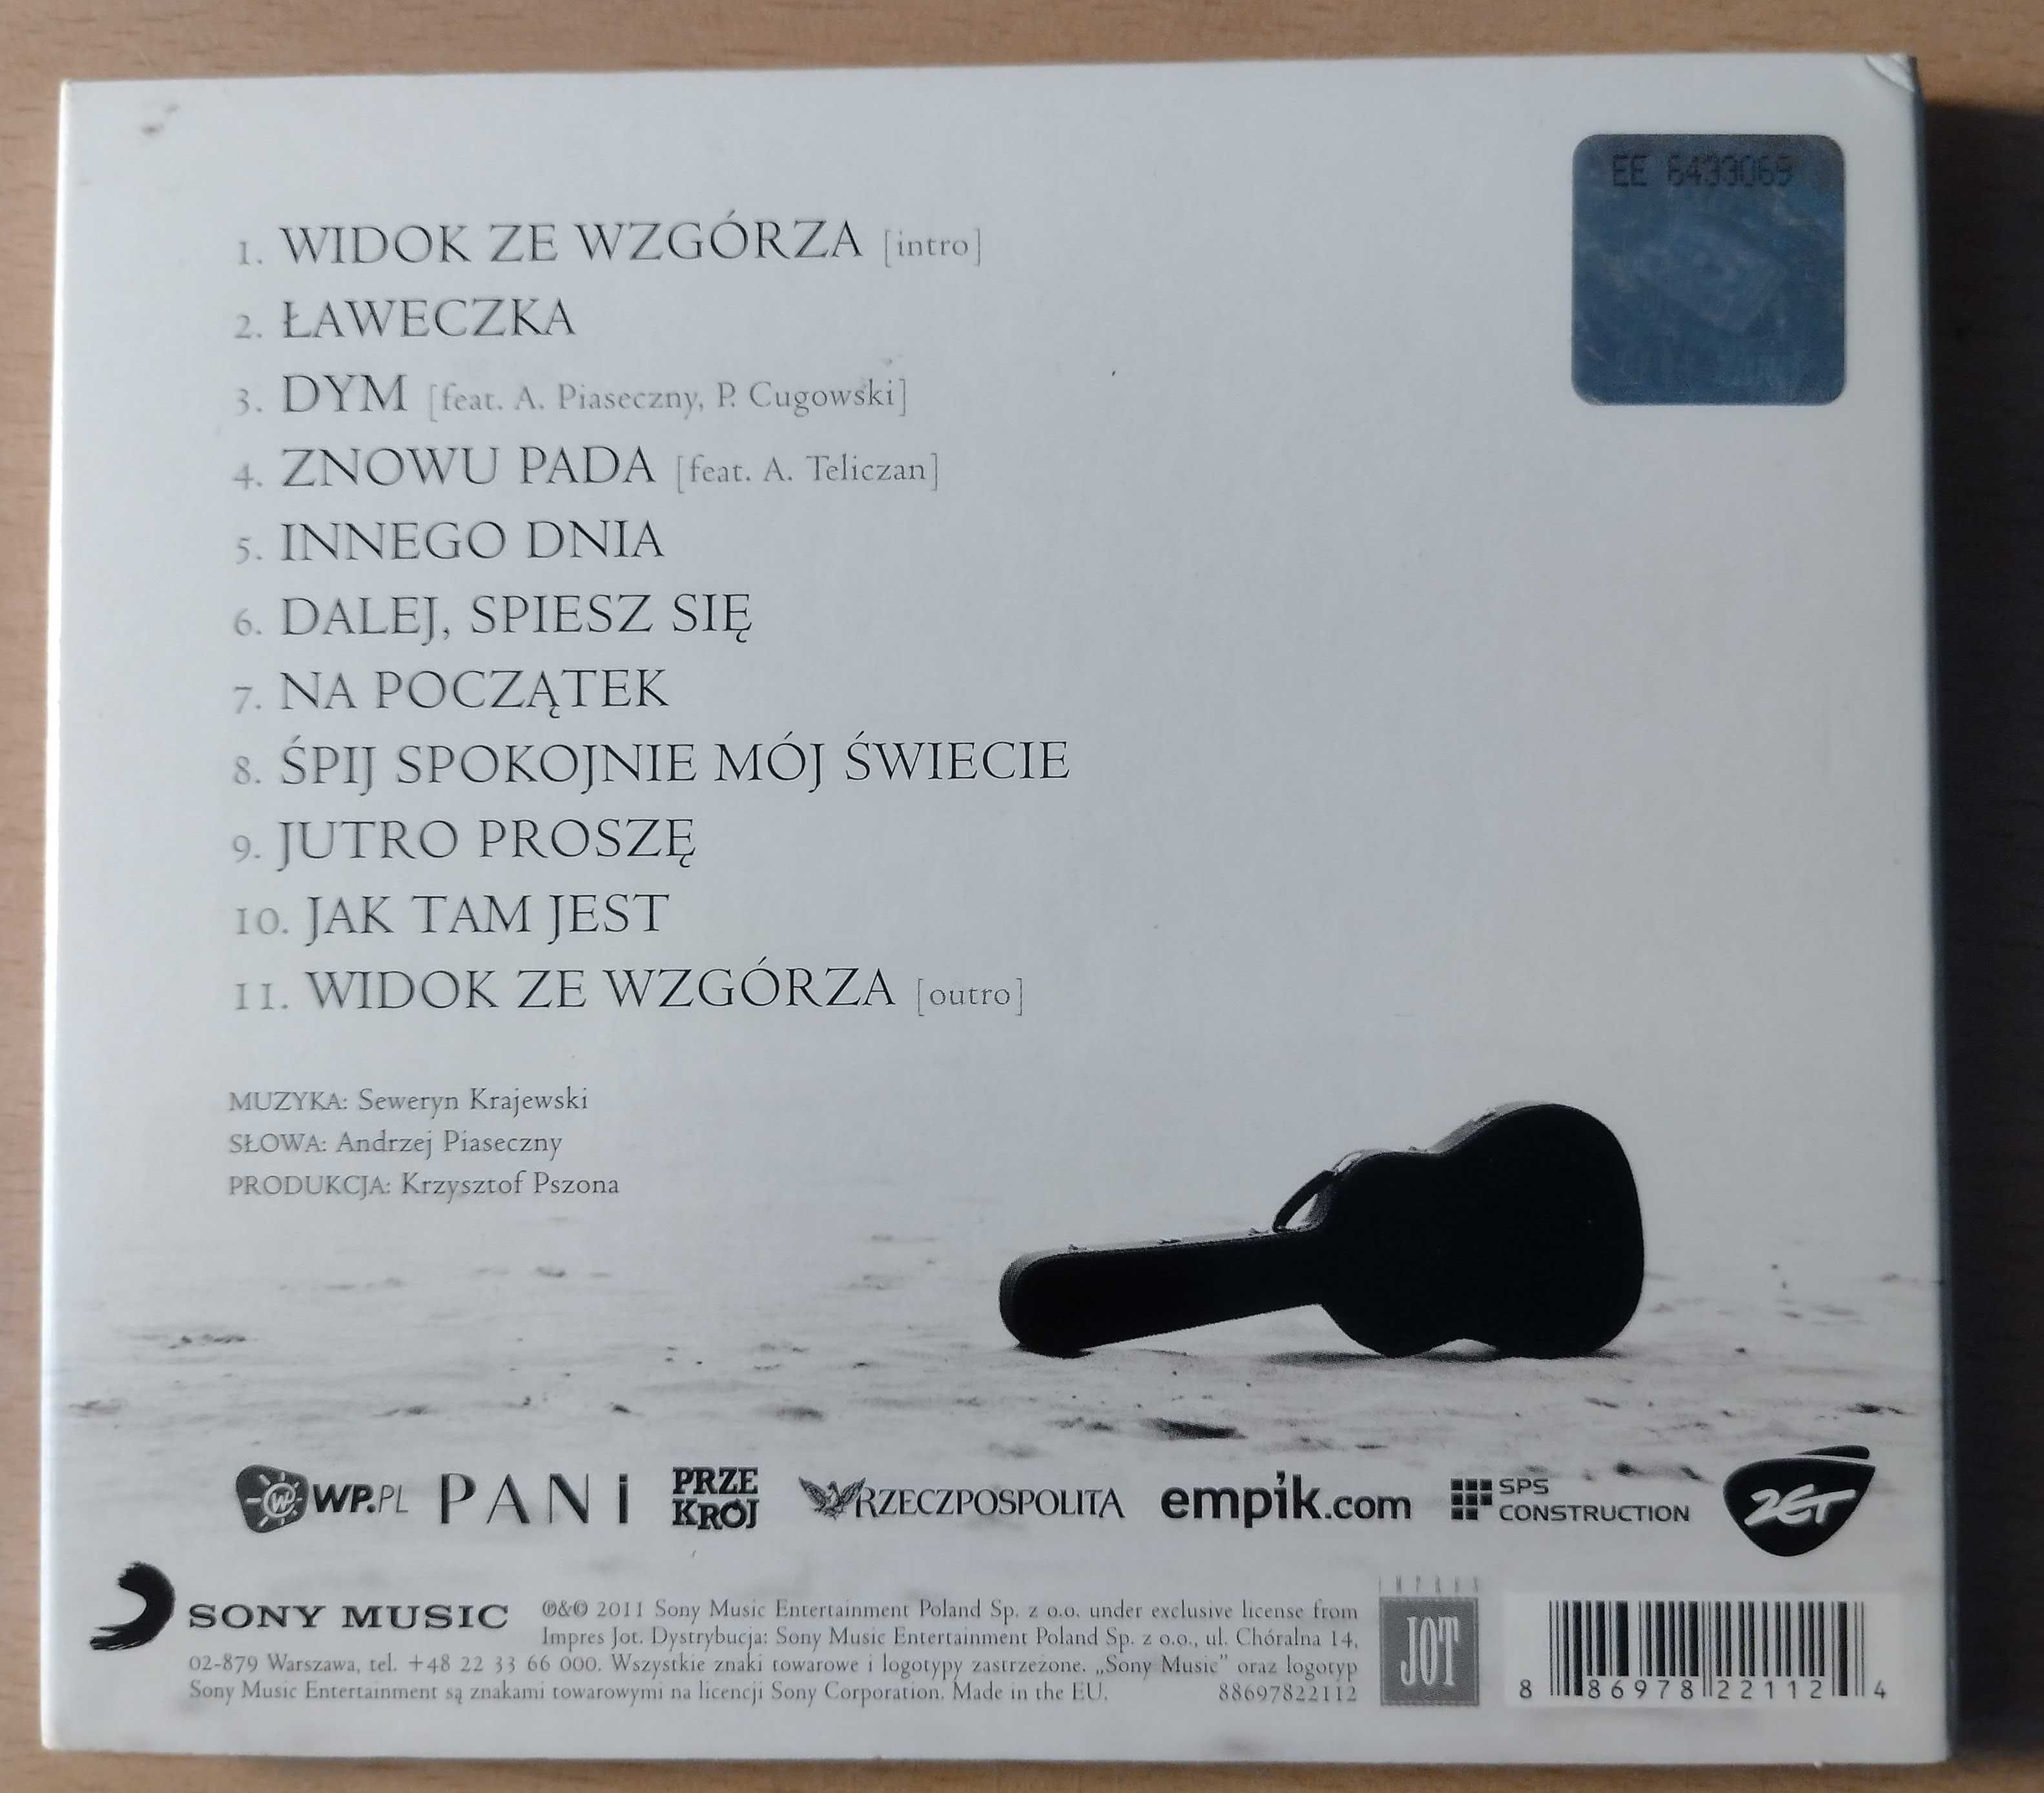 EE 6433069
1. WIDOK ZE WZGÓRZA [intro]
2. ŁAWECZKA
3. DYM [feat. A. Piaseczny, P. Cugowski]
4. ZNOWU PADA [feat. A. Teliczan]
5. INNEGO DNIA
6. DALEJ, SPIESZ SIĘ
7. NA POCZĄTEK
8. ŚPIJ SPOKOJNIE MÓJ ŚWIECIE
9. JUTRO PROSZĘ
10. JAK TAM JEST
11. WIDOK ZE WZGÓRZA [outro]
MUZYKA: Seweryn Krajewski
SŁOWA: Andrzej Piaseczny
PRODUKCJA: Krzysztof Pszona
WP.PL PANi PRZE KRÓJ RZECZPOSPOLITA empik.com SPS CONSTRUCTION ZET
SONY MUSIC
℗&© 2011 Sony Music Entertainment Poland Sp. z o.o. under exclusive license from
Impres Jot. Dystrybucja: Sony Music Entertainment Poland Sp. z o.o., ul. Chóralna 14,
02-879 Warszawa, tel. +48 22 33 66 000. Wszystkie znaki towarowe i logotypy zastrzeżone. „Sony Music" oraz logotyp
Sony Music Entertainment są znakami towarowymi na licencji Sony Corporation. Made in the EU. 88697822112
IMPRES
JOT
8 86978 22112 4